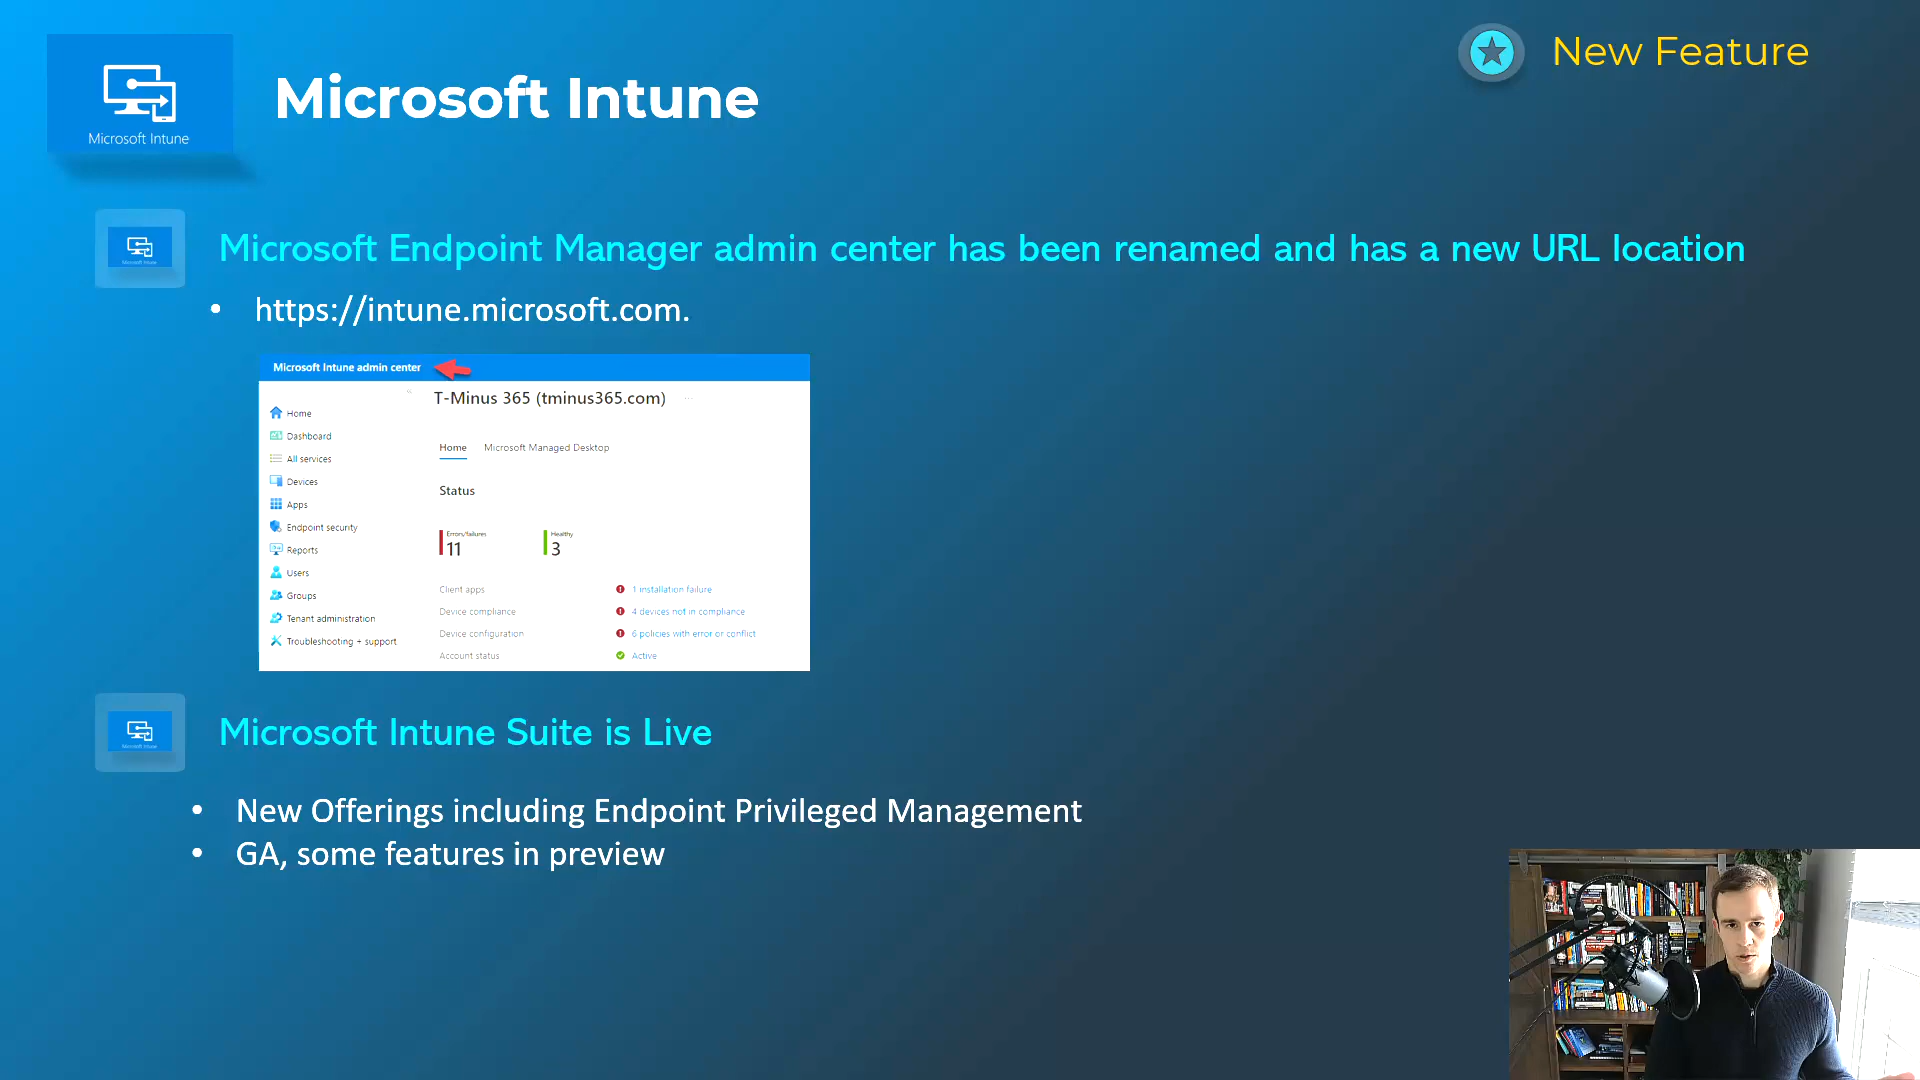 New Feature
Microsoft Intune
Microsoft Intune
Microsoft Endpoint Manager admin center has been renamed and has a new URL location
• https://intune.microsoft.com.
Microsoft Intune admin center
T-Minus 365 (tminus365.com)
Home
Dashboard
All services
Devices
Apps
Endpoint security
Reports
Users
Groups
Tenant administration
Troubleshooting + support
Home Microsoft Managed Desktop
Status
Errors/failures
11
Healthy
3
Client apps 1 installation failure
Device compliance 4 devices not in compliance
Device configuration 6 policies with error or conflict
Account status Active
Microsoft Intune Suite is Live
• New Offerings including Endpoint Privileged Management
• GA, some features in preview